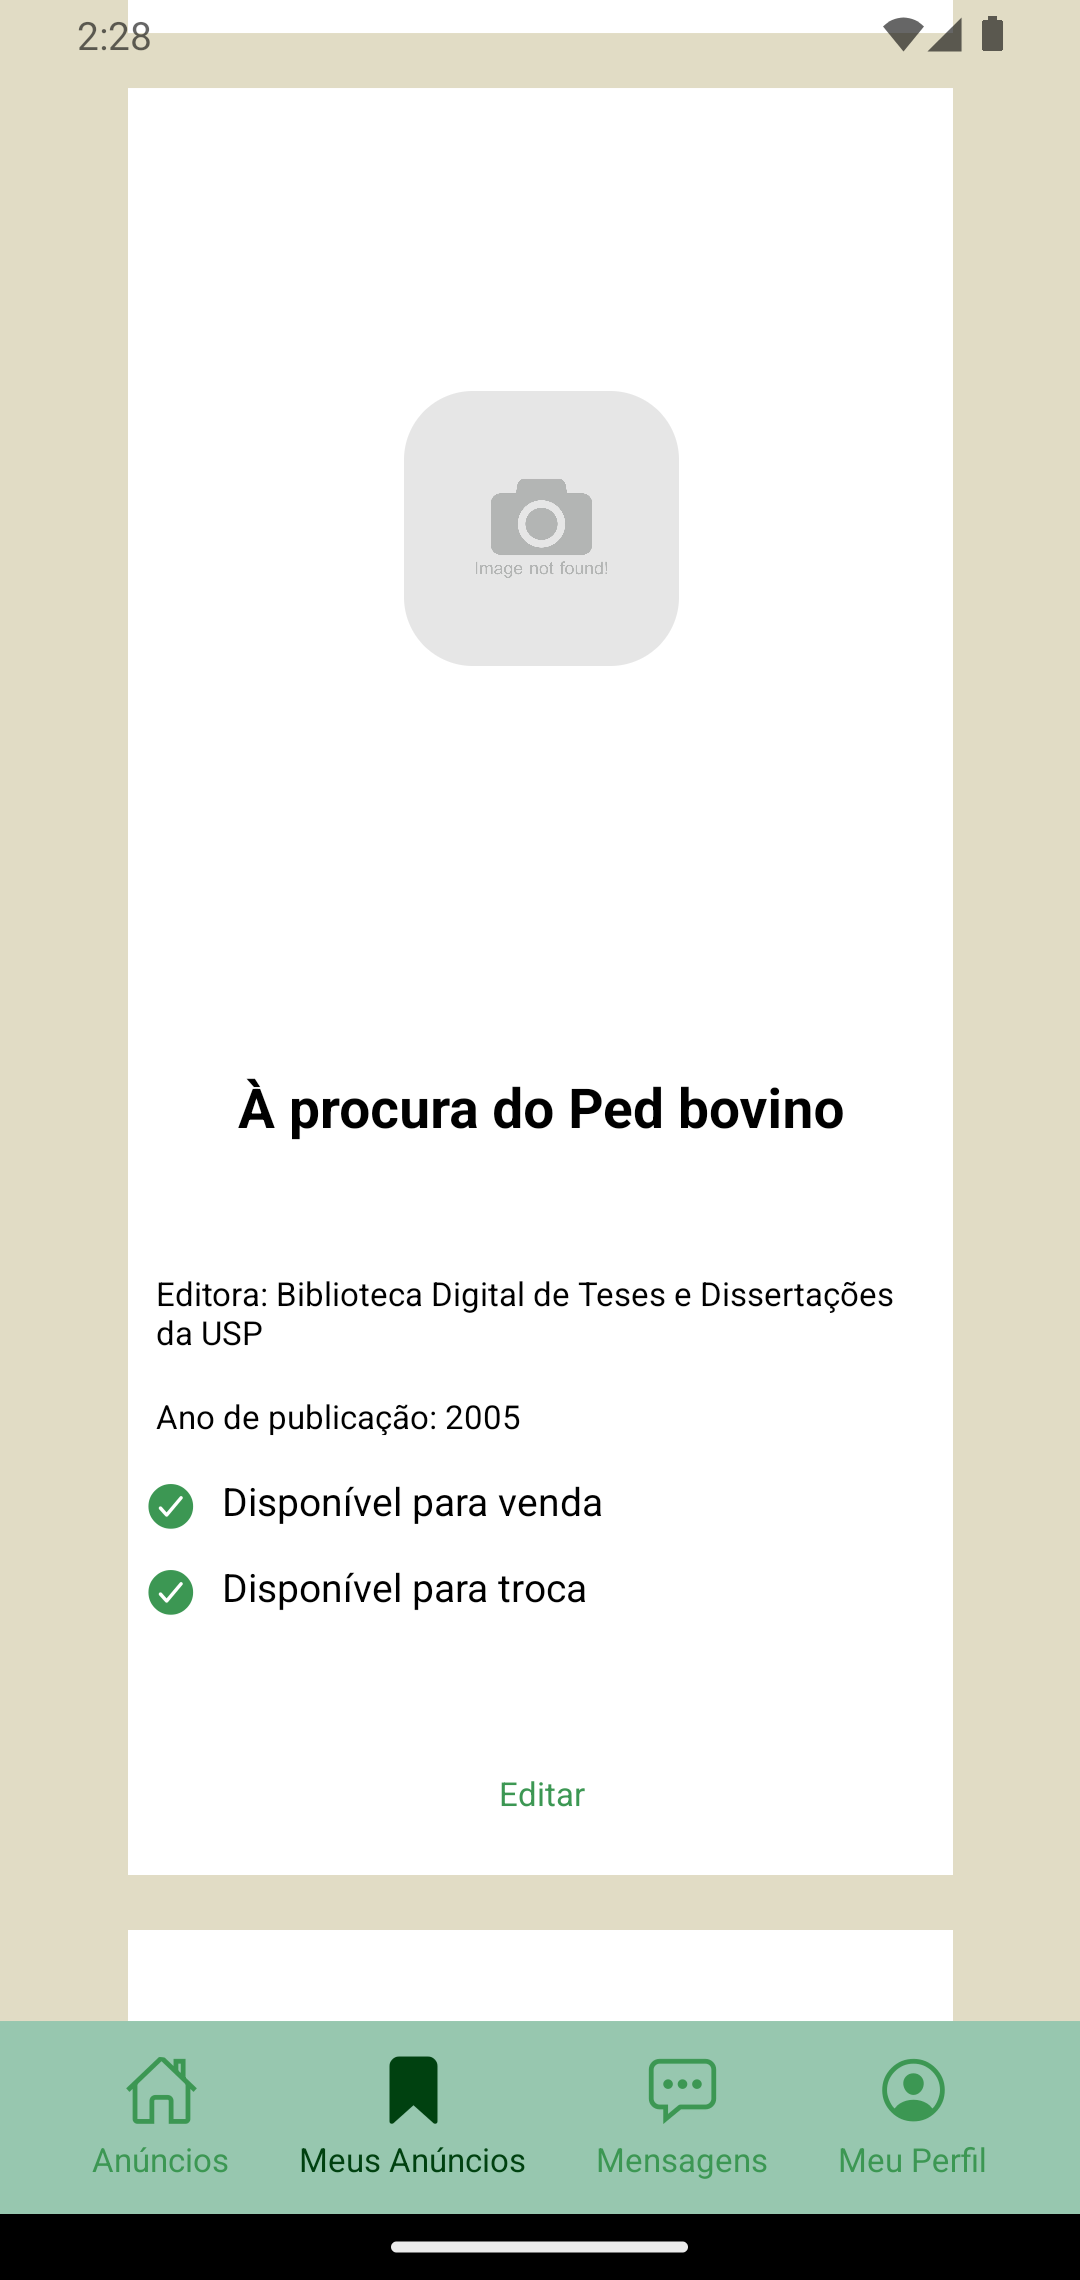 2:28
Image not found!
À procura do Ped bovino
Editora: Biblioteca Digital de Teses e Dissertações
da USP
Ano de publicação: 2005
Disponível para venda
Disponível para troca
Editar
Anúncios
Meus Anúncios
Mensagens
Meu Perfil